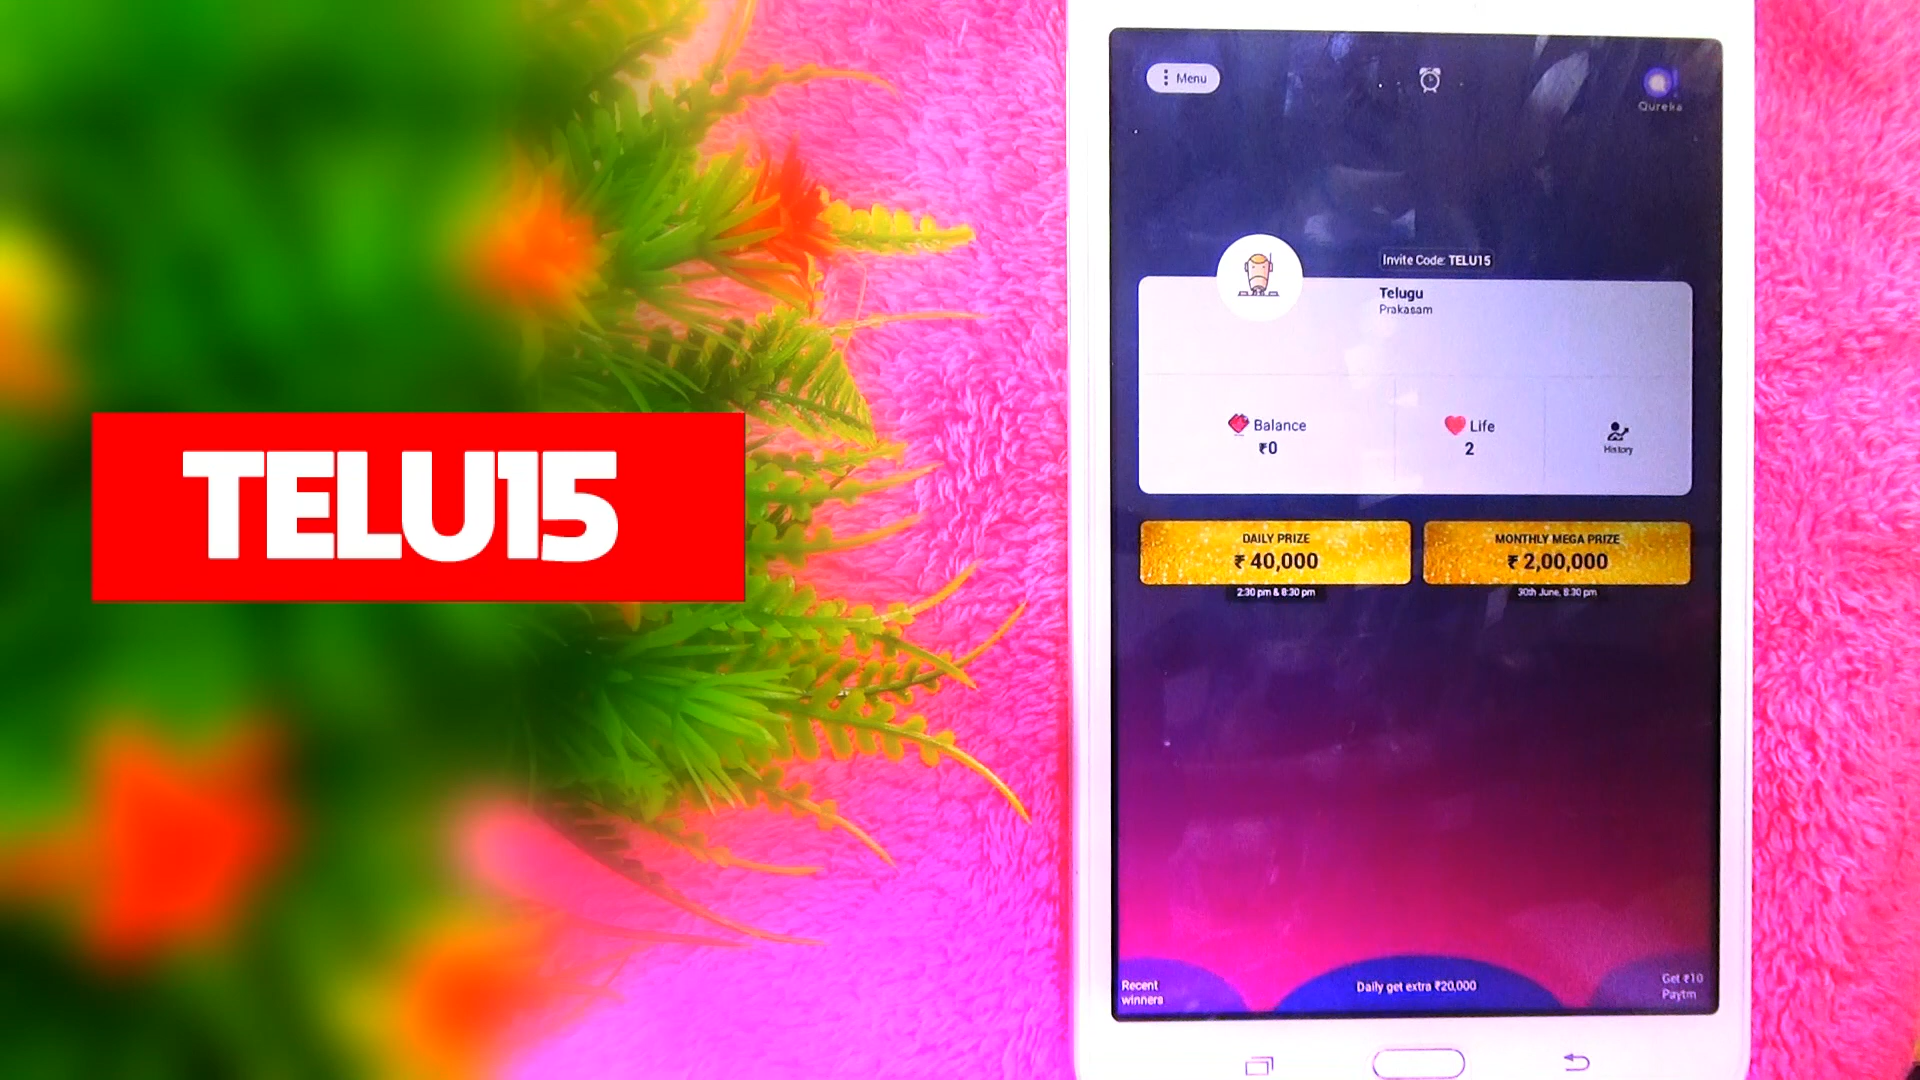 TELU15
Menu
Qureka
Invite Code: TELU15
Telugu
Prakasam
Balance
₹0
Life
2
History
DAILY PRIZE
₹ 40,000
2:30 pm & 8:30 pm
MONTHLY MEGA PRIZE
₹ 2,00,000
30th June, 8:30 pm
Recent
winners
Daily get extra ₹20,000
Get ₹10
Paytm